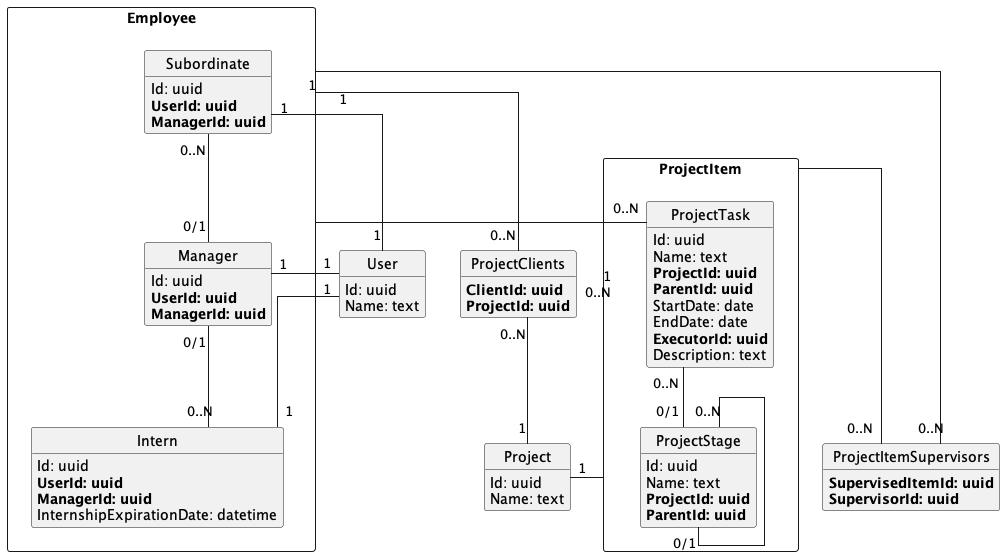 Employee
Subordinate
Id: uuid
UserId: uuid
ManagerId: uuid
1
1
1
0..N
0/1
Manager
Id: uuid
UserId: uuid
ManagerId: uuid
1
1
1
1
User
Id: uuid
Name: text
0/1
0..N
1
Intern
Id: uuid
UserId: uuid
ManagerId: uuid
InternshipExpirationDate: datetime
0..N
ProjectClients
ClientId: uuid
ProjectId: uuid
0..N
1
Project
Id: uuid
Name: text
1
ProjectItem
0..N
1
0..N
ProjectTask
Id: uuid
Name: text
ProjectId: uuid
ParentId: uuid
StartDate: date
EndDate: date
ExecutorId: uuid
Description: text
0..N
0/1
0..N
ProjectStage
Id: uuid
Name: text
ProjectId: uuid
ParentId: uuid
0/1
0..N
0..N
ProjectItemSupervisors
SupervisedItemId: uuid
SupervisorId: uuid